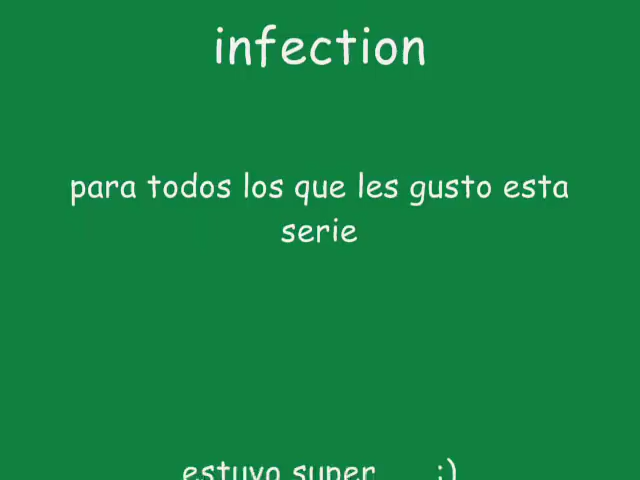 infection
para todos los que les gusto esta
serie
estuvo super :)